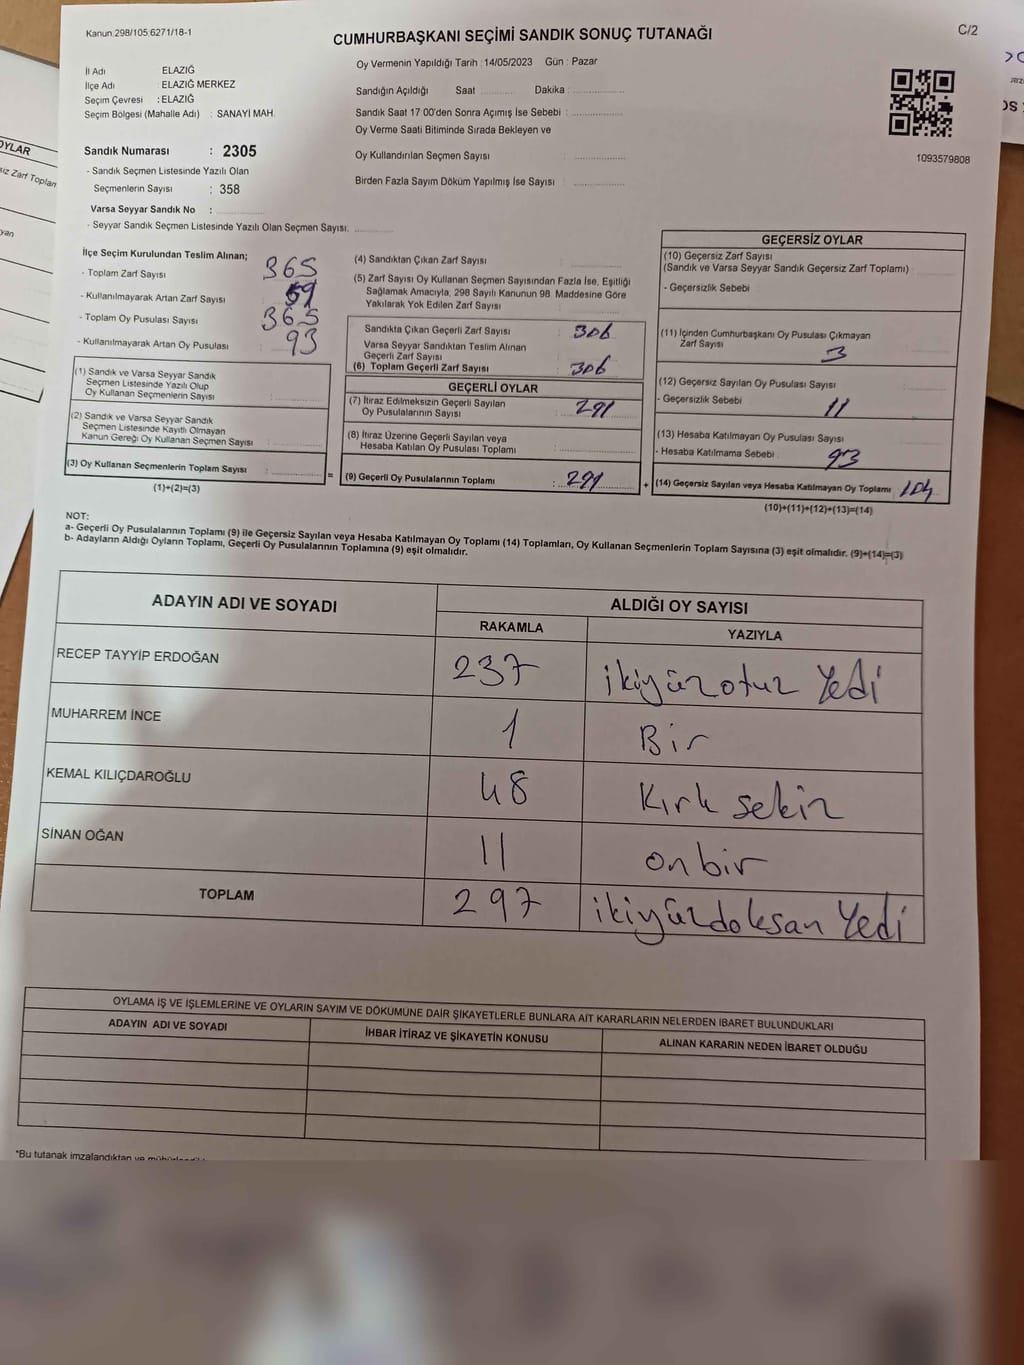 Kanun 298/105 6271/18-1
CUMHURBAŞKANI SEÇİMİ SANDIK SONUÇ TUTANAĞI
C/2
İl Adı ELAZIĞ
İlçe Adı : ELAZIĞ MERKEZ
Seçim Çevresi : ELAZIĞ
Seçim Bölgesi (Mahalle Adı) : SANAYİ MAH.
Sandık Numarası : 2305
- Sandık Seçmen Listesinde Yazılı Olan
Seçmenlerin Sayısı : 358
Varsa Seyyar Sandık No :
- Seyyar Sandık Seçmen Listesinde Yazılı Olan Seçmen Sayısı.
Oy Vermenin Yapıldığı Tarih : 14/05/2023 Gün : Pazar
Sandığın Açıldığı Saat Dakika :
Sandık Saat 17 00'den Sonra Açımış İse Sebebi :
Oy Verme Saati Bitiminde Sırada Bekleyen ve
Oy Kullandırılan Seçmen Sayısı :
Birden Fazla Sayım Döküm Yapılmış İse Sayısı :
1093579808
İlçe Seçim Kurulundan Teslim Alınan;
- Toplam Zarf Sayısı 365
- Kullanılmayarak Artan Zarf Sayısı 59
- Toplam Oy Pusulası Sayısı 365
- Kullanılmayarak Artan Oy Pusulası 93
(1) Sandık ve Varsa Seyyar Sandık
Seçmen Listesinde Yazılı Olup
Oy Kullanan Seçmenlerin Sayısı :
(2) Sandık ve Varsa Seyyar Sandık
Seçmen Listesinde Kayıtlı Olmayan
Kanun Gereği Oy Kullanan Seçmen Sayısı :
(3) Oy Kullanan Seçmenlerin Toplam Sayısı :
(1)+(2)=(3)
(4) Sandıktan Çıkan Zarf Sayısı :
(5) Zarf Sayısı Oy Kullanan Seçmen Sayısından Fazla İse, Eşitliği
Sağlamak Amacıyla, 298 Sayılı Kanunun 98. Maddesine Göre
Yakılarak Yok Edilen Zarf Sayısı :
Sandıkta Çıkan Geçerli Zarf Sayısı : 306
Varsa Seyyar Sandıktan Teslim Alınan
Geçerli Zarf Sayısı :
(6) Toplam Geçerli Zarf Sayısı : 306
GEÇERLİ OYLAR
(7) İtiraz Edilmeksizin Geçerli Sayılan
Oy Pusulalarının Sayısı : 291
(8) İtiraz Üzerine Geçerli Sayılan veya
Hesaba Katılan Oy Pusulası Toplamı :
= (9) Geçerli Oy Pusulalarının Toplamı : 291
GEÇERSİZ OYLAR
(10) Geçersiz Zarf Sayısı
(Sandık ve Varsa Seyyar Sandık Geçersiz Zarf Toplamı) :
- Geçersizlik Sebebi
(11) İçinden Cumhurbaşkanı Oy Pusulası Çıkmayan
Zarf Sayısı 3
(12) Geçersiz Sayılan Oy Pusulası Sayısı
- Geçersizlik Sebebi 11
(13) Hesaba Katılmayan Oy Pusulası Sayısı
- Hesaba Katılmama Sebebi 93
+ (14) Geçersiz Sayılan veya Hesaba Katılmayan Oy Toplamı 104
(10)+(11)+(12)+(13)=(14)
NOT:
a- Geçerli Oy Pusulalarının Toplamı (9) ile Geçersiz Sayılan veya Hesaba Katılmayan Oy Toplamı (14) Toplamları, Oy Kullanan Seçmenlerin Toplam Sayısına (3) eşit olmalıdır. (9)+(14)=(3)
b- Adayların Aldığı Oyların Toplamı, Geçerli Oy Pusulalarının Toplamına (9) eşit olmalıdır.
ADAYIN ADI VE SOYADI ALDIĞI OY SAYISI
RAKAMLA YAZIYLA
RECEP TAYYİP ERDOĞAN 237 ikiyüzotuz Yedi
MUHARREM İNCE 1 Bir
KEMAL KILIÇDAROĞLU 48 Kırk sekiz
SİNAN OĞAN 11 onbir
TOPLAM 297 ikiyüzdoksan Yedi
OYLAMA İŞ VE İŞLEMLERİNE VE OYLARIN SAYIM VE DÖKÜMÜNE DAİR ŞİKAYETLERLE BUNLARA AİT KARARLARIN NELERDEN İBARET BULUNDUKLARI
ADAYIN ADI VE SOYADI İHBAR İTİRAZ VE ŞİKAYETİN KONUSU ALINAN KARARIN NEDEN İBARET OLDUĞU
*Bu tutanak imzalandıktan ve